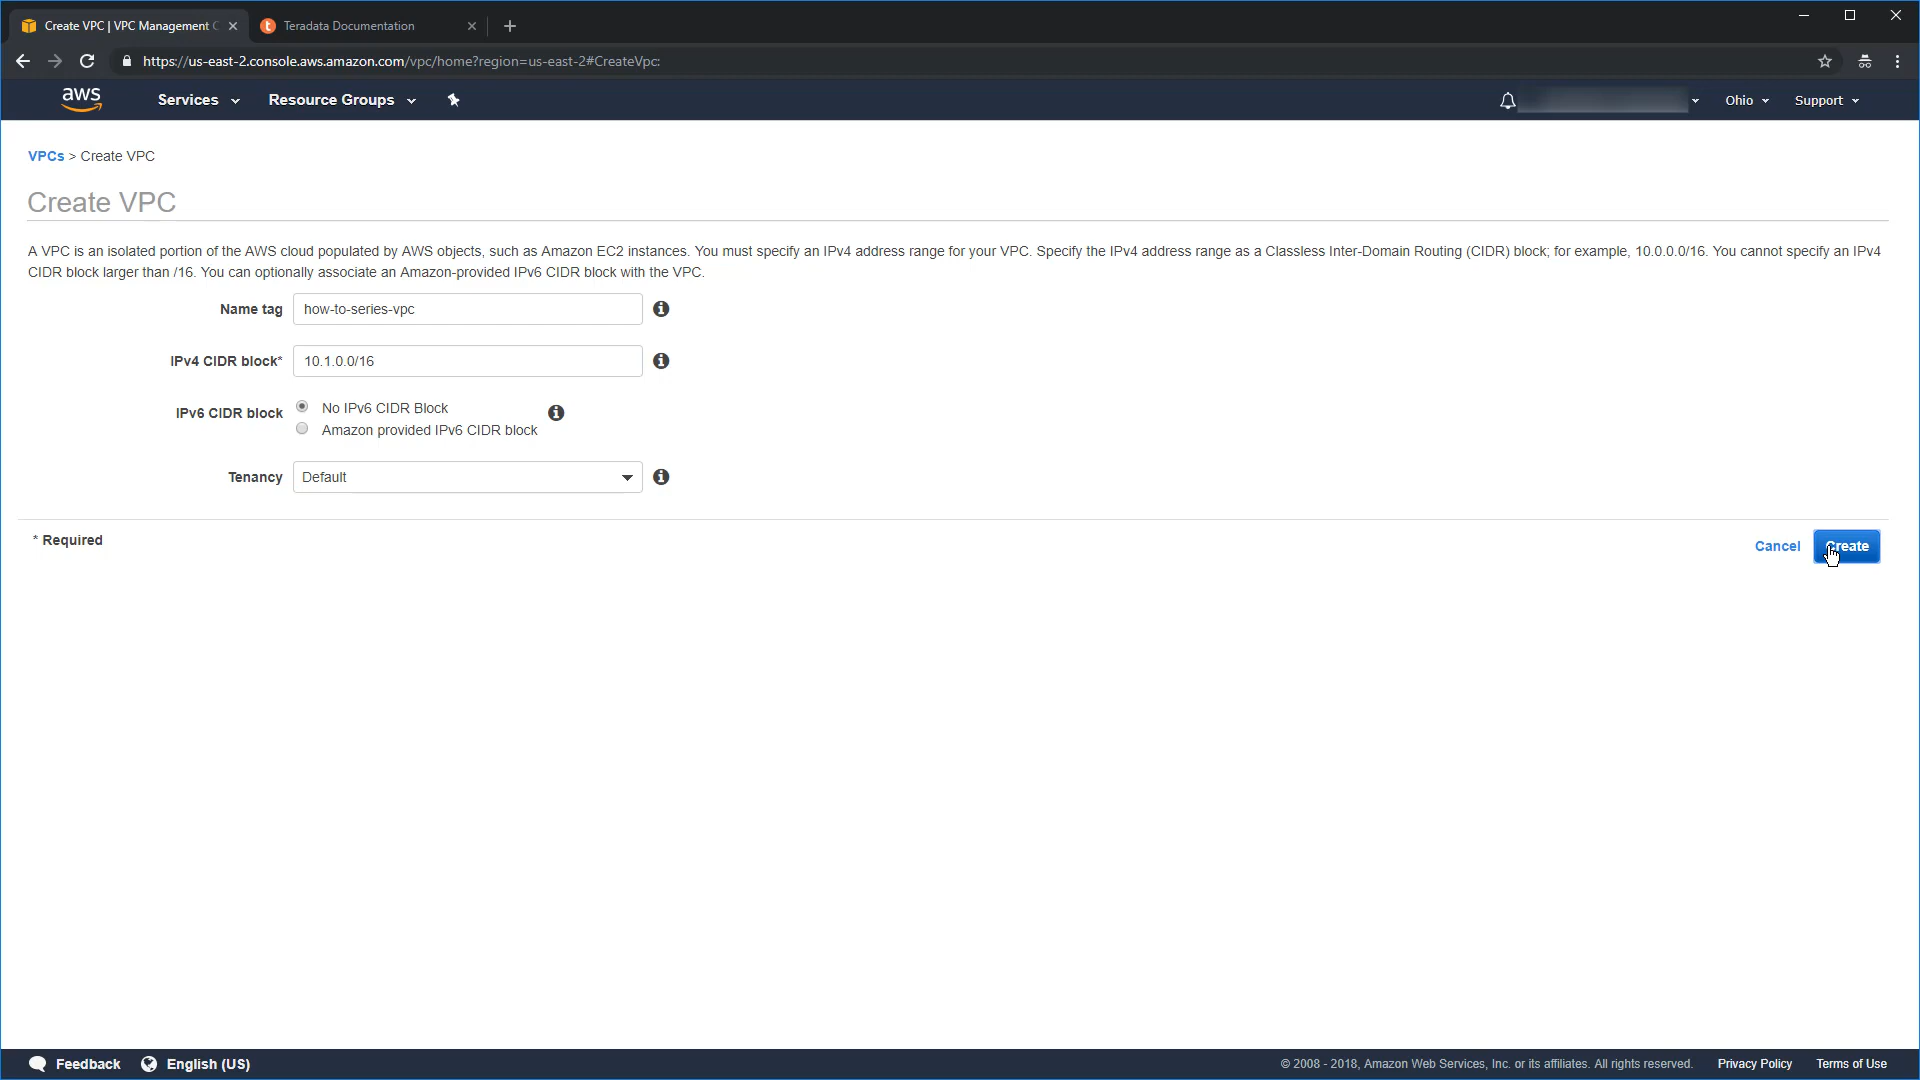 Create VPC | VPC Management C
Teradata Documentation
https://us-east-2.console.aws.amazon.com/vpc/home?region=us-east-2#CreateVpc:
aws Services Resource Groups Ohio Support
VPCs > Create VPC
Create VPC
A VPC is an isolated portion of the AWS cloud populated by AWS objects, such as Amazon EC2 instances. You must specify an IPv4 address range for your VPC. Specify the IPv4 address range as a Classless Inter-Domain Routing (CIDR) block; for example, 10.0.0.0/16. You cannot specify an IPv4
CIDR block larger than /16. You can optionally associate an Amazon-provided IPv6 CIDR block with the VPC.
Name tag how-to-series-vpc
IPv4 CIDR block* 10.1.0.0/16
IPv6 CIDR block No IPv6 CIDR Block
Amazon provided IPv6 CIDR block
Tenancy Default
* Required
Cancel Create
Feedback English (US) © 2008 - 2018, Amazon Web Services, Inc. or its affiliates. All rights reserved. Privacy Policy Terms of Use